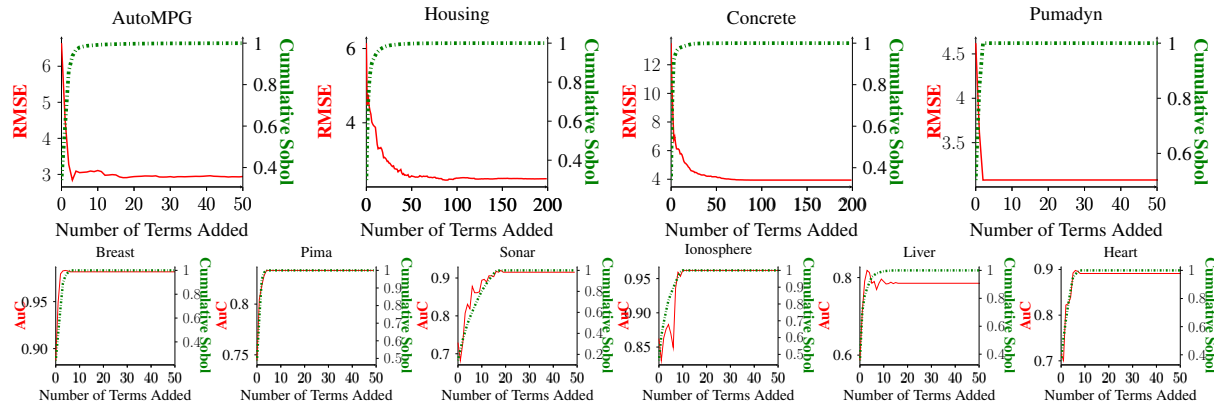 AutoMPG
Housing
Concrete
Pumadyn
RMSE
6
5
4
3
1
0.8
0.6
0.4
Cumulative Sobol
0 10 20 30 40 50
Number of Terms Added
RMSE
6
4
1
0.8
0.6
0.4
Cumulative Sobol
0 50 100 150 200
Number of Terms Added
RMSE
12
10
8
6
4
1
0.8
0.6
0.4
Cumulative Sobol
0 50 100 150 200
Number of Terms Added
RMSE
4.5
4
3.5
1
0.8
0.6
Cumulative Sobol
0 10 20 30 40 50
Number of Terms Added
Breast
Pima
Sonar
Ionosphere
Liver
Heart
AuC
0.95
0.90
1
0.8
0.6
0.4
Cumulative Sobol
0 10 20 30 40 50
Number of Terms Added
AuC
0.8
0.75
1
0.9
0.8
0.7
0.6
0.5
Cumulative Sobol
0 10 20 30 40 50
Number of Terms Added
AuC
0.9
0.8
0.7
1
0.8
0.6
0.4
0.2
Cumulative Sobol
0 10 20 30 40 50
Number of Terms Added
AuC
0.95
0.90
0.85
1
0.9
0.8
0.7
0.6
0.5
Cumulative Sobol
0 10 20 30 40 50
Number of Terms Added
AuC
0.8
0.6
1
0.8
0.6
0.4
Cumulative Sobol
0 10 20 30 40 50
Number of Terms Added
AuC
0.9
0.8
0.7
1
0.8
0.6
0.4
Cumulative Sobol
0 10 20 30 40 50
Number of Terms Added